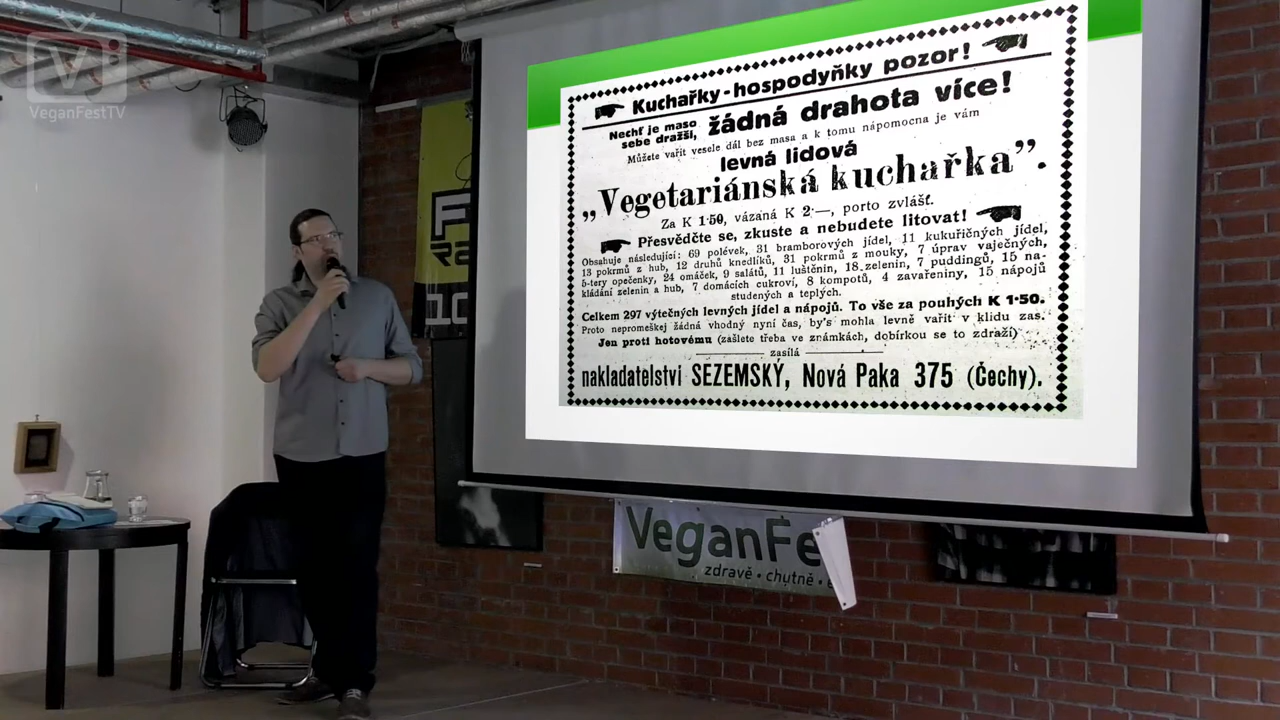 VeganFestTV
Kuchařky-hospodyňky pozor!
Nechť je maso
sebe dražší, žádná drahota více!
Můžete vařit vesele dál bez masa a k tomu nápomocna je vám
levná lidová
„Vegetariánská kuchařka”.
Za K 1·50, vázaná K 2·—, porto zvlášť.
Přesvědčte se, zkuste a nebudete litovat!
Obsahuje následující: 69 polévek, 31 bramborových jídel, 11 kukuřičných jídel,
13 pokrmů z hub, 12 druhů knedlíků, 31 pokrmů z mouky, 7 úprav vaječných,
5-tery opečenky, 24 omáček, 9 salátů, 11 luštěnin, 18 zelenin, 7 puddingů, 15 na-
kládání zelenin a hub, 7 domácích cukroví, 8 kompotů, 4 zavařeniny, 15 nápojů
studených a teplých.
Celkem 297 výtečných levných jídel a nápojů. To vše za pouhých K 1·50.
Proto nepromeškej žádná vhodný nyní čas, by's mohla levně vařit v klidu zas.
Jen proti hotovému (zašlete třeba ve známkách, dobírkou se to zdraží)
zasílá
nakladatelství SEZEMSKÝ, Nová Paka 375 (Čechy).
VeganFe
zdravě • chutně •